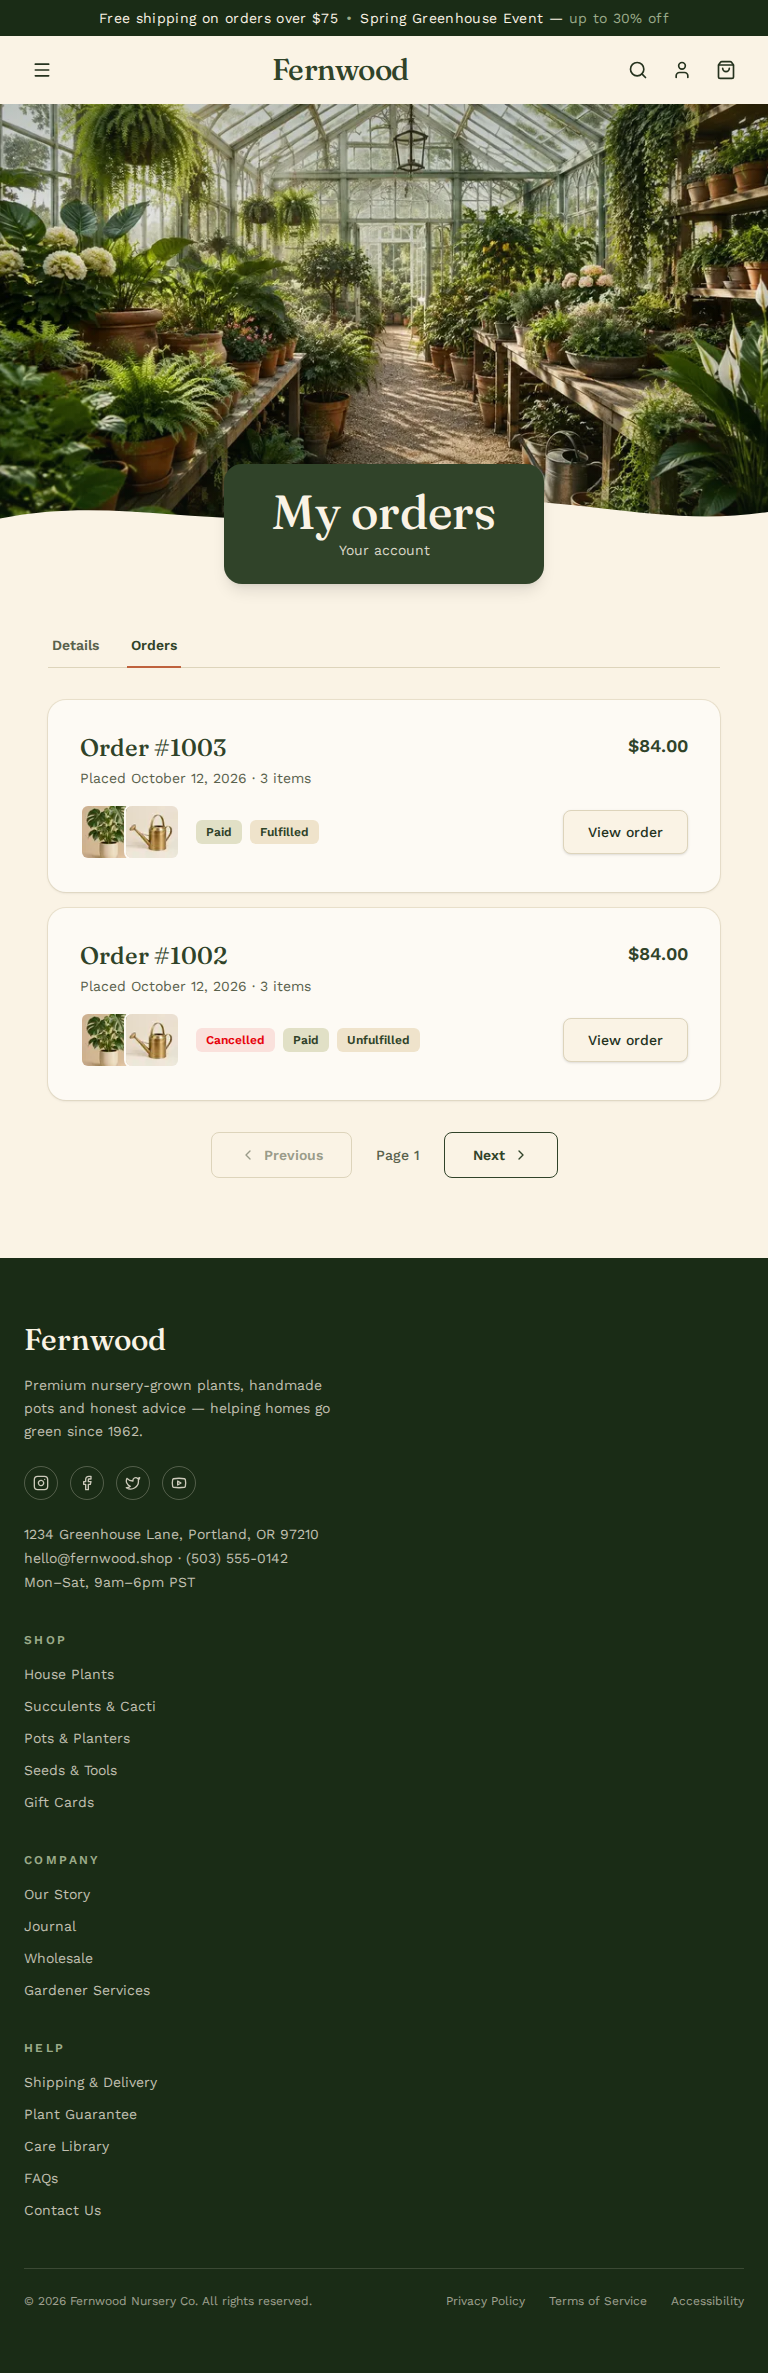 Free shipping on orders over $75 • Spring Greenhouse Event — up to 30% off
Fernwood
My orders
Your account
Details Orders
Order #1003 $84.00
Placed October 12, 2026 · 3 items
Paid Fulfilled View order
Order #1002 $84.00
Placed October 12, 2026 · 3 items
Cancelled Paid Unfulfilled View order
Previous Page 1 Next
Fernwood
Premium nursery-grown plants, handmade
pots and honest advice — helping homes go
green since 1962.
1234 Greenhouse Lane, Portland, OR 97210
hello@fernwood.shop · (503) 555-0142
Mon–Sat, 9am–6pm PST
SHOP
House Plants
Succulents & Cacti
Pots & Planters
Seeds & Tools
Gift Cards
COMPANY
Our Story
Journal
Wholesale
Gardener Services
HELP
Shipping & Delivery
Plant Guarantee
Care Library
FAQs
Contact Us
© 2026 Fernwood Nursery Co. All rights reserved. Privacy Policy Terms of Service Accessibility